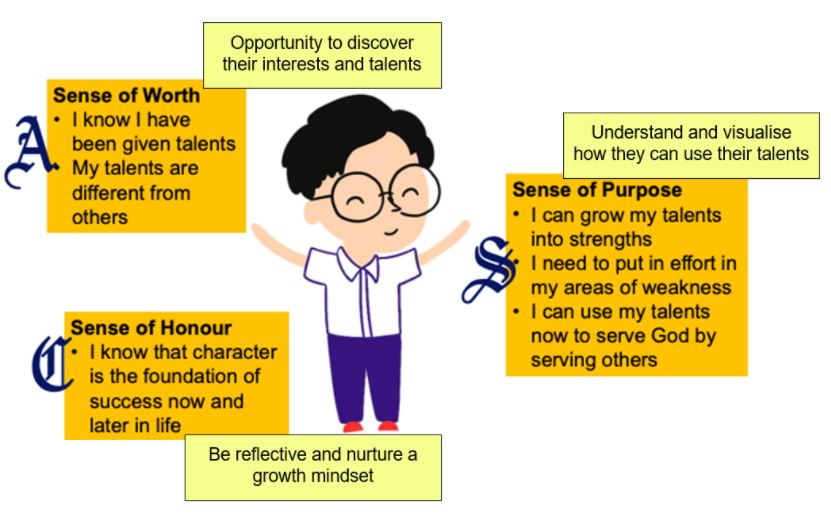 Opportunity to discover
their interests and talents
A
Sense of Worth
• I know I have
been given talents
• My talents are
different from
others
Understand and visualise
how they can use their talents
S
Sense of Purpose
• I can grow my talents
into strengths
• I need to put in effort in
my areas of weakness
• I can use my talents
now to serve God by
serving others
C
Sense of Honour
• I know that character
is the foundation of
success now and
later in life
Be reflective and nurture a
growth mindset